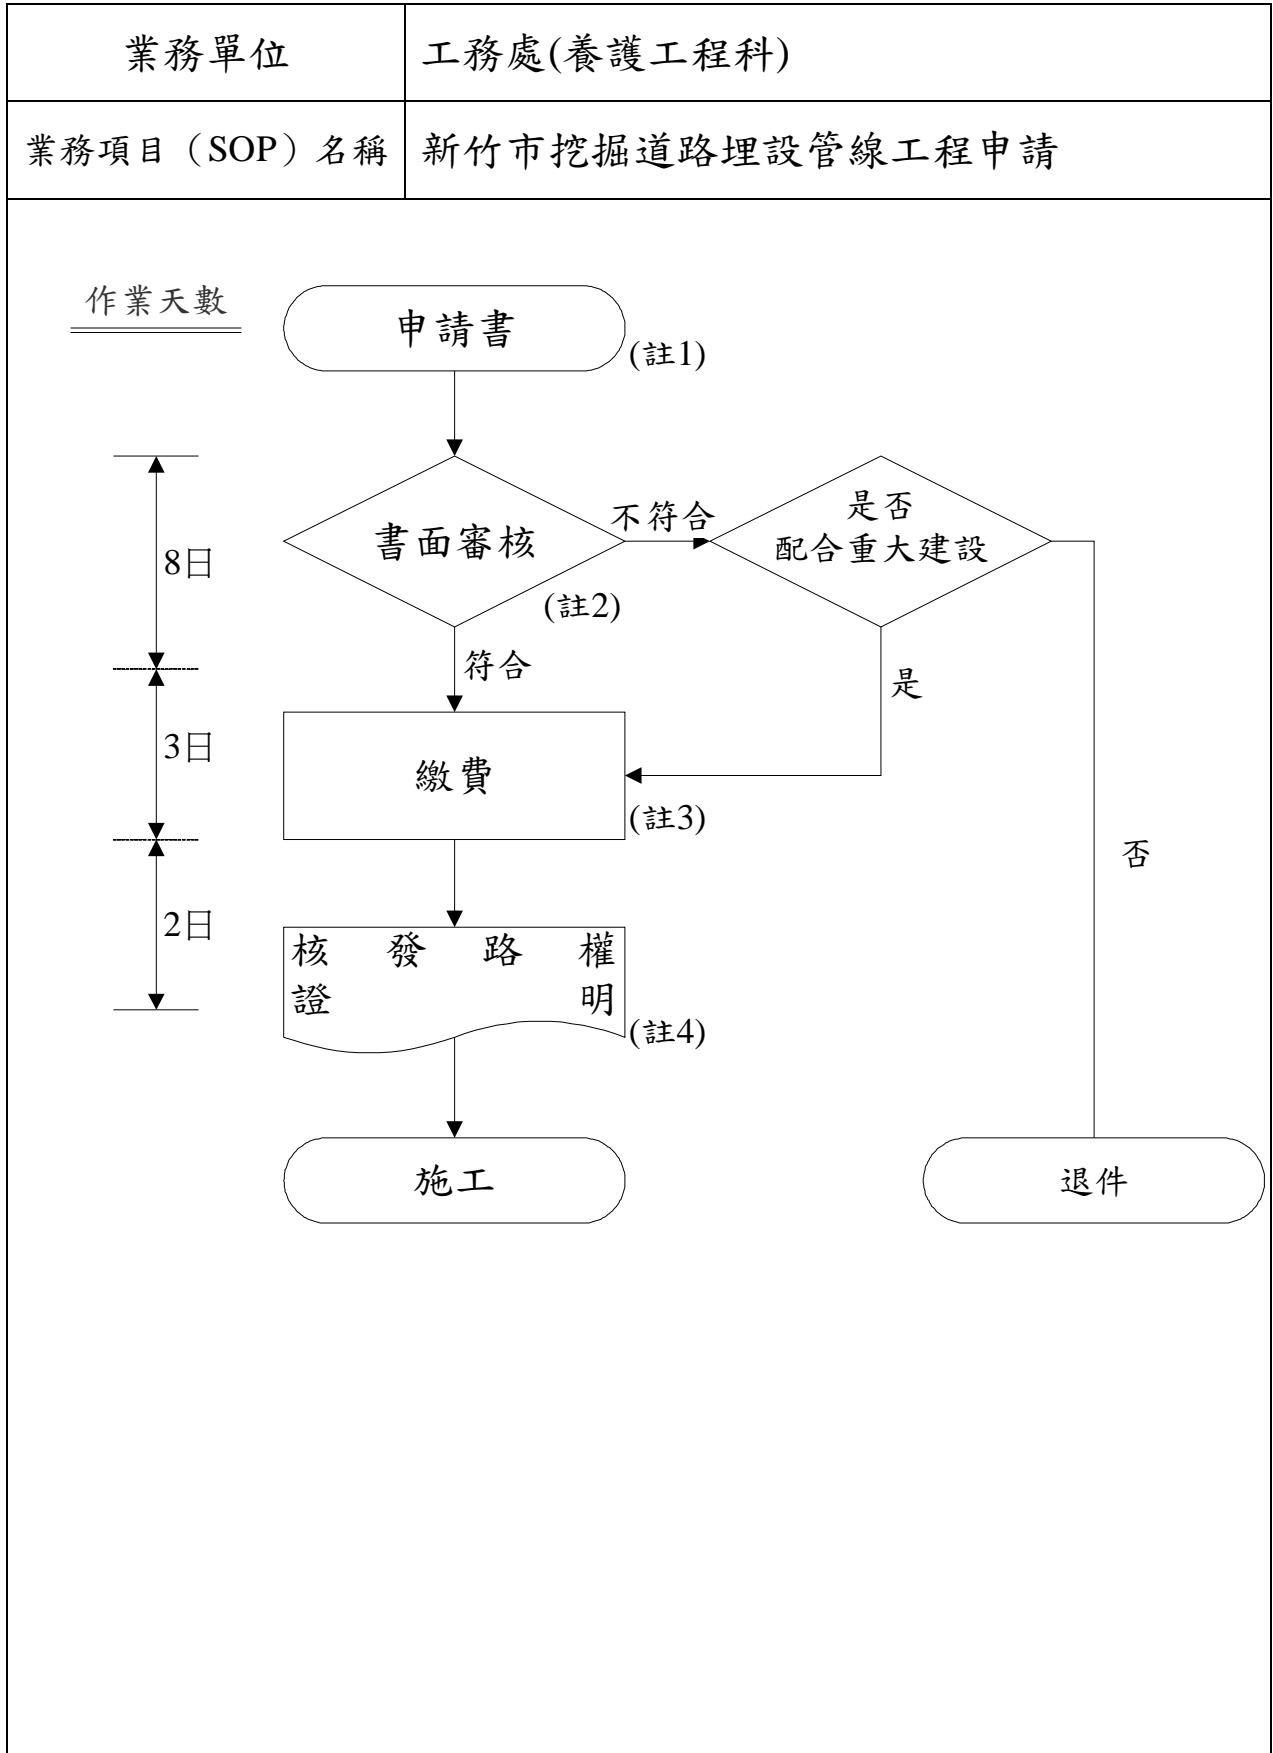 業務單位
工務處(養護工程科)
業務項目（SOP）名稱
新竹市挖掘道路埋設管線工程申請
作業天數
申請書
(註1)
書面審核
不符合
是否
配合重大建設
8日
(註2)
符合
是
3日
繳費
(註3)
否
2日
核發路權
證明
(註4)
施工
退件